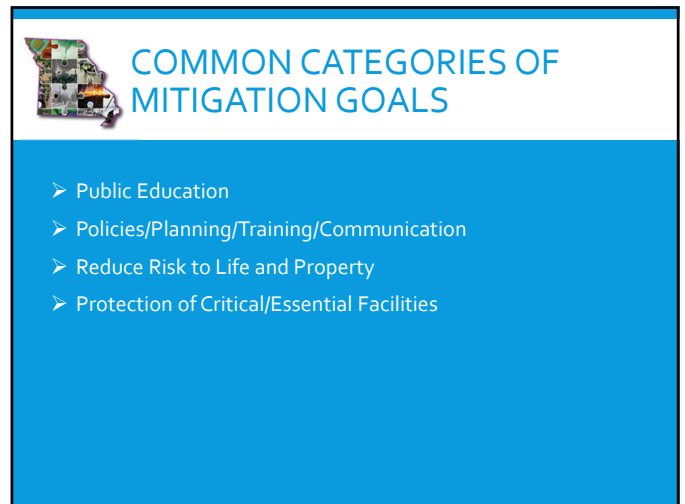 COMMON CATEGORIES OF
MITIGATION GOALS
➢ Public Education
➢ Policies/Planning/Training/Communication
➢ Reduce Risk to Life and Property
➢ Protection of Critical/Essential Facilities